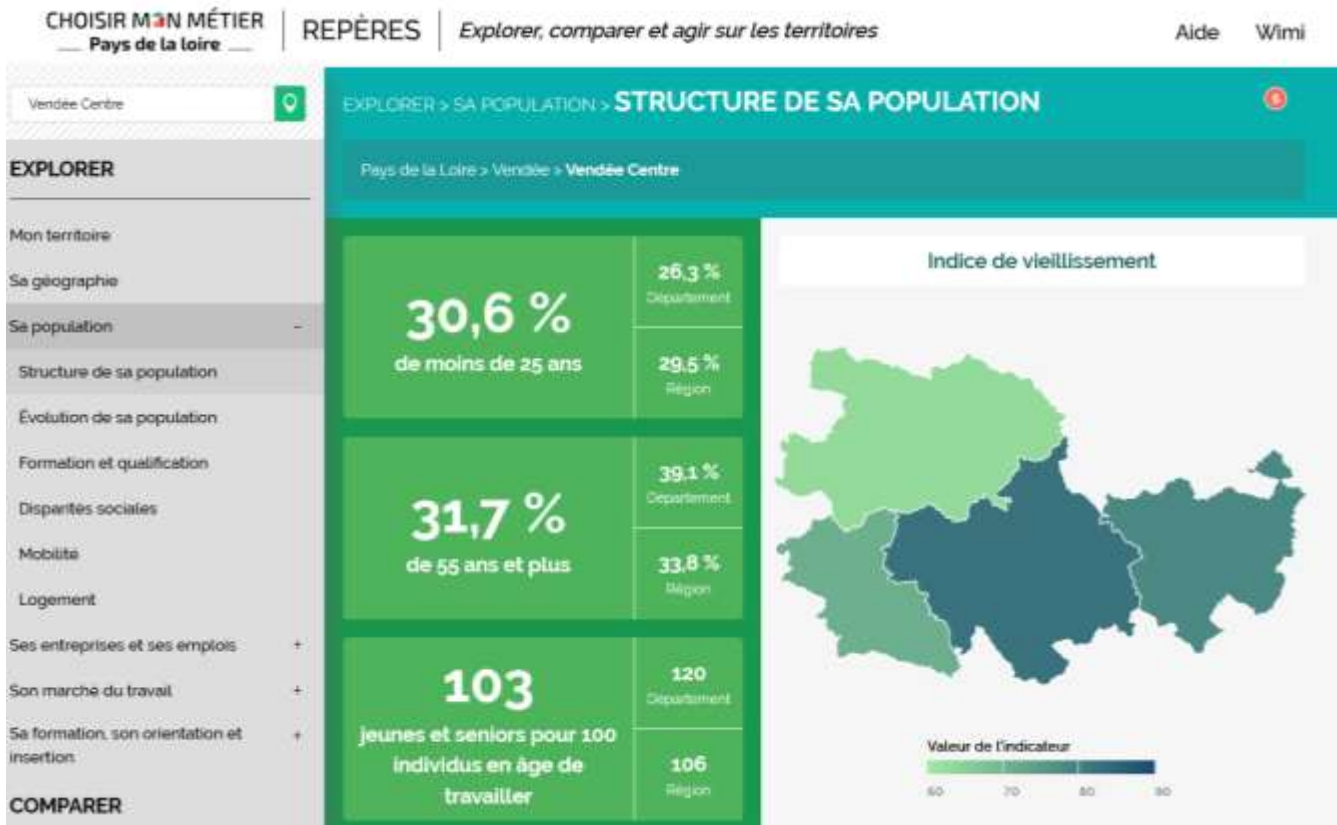 CHOISIR MON MÉTIER
Pays de la loire
REPÈRES
Explorer, comparer et agir sur les territoires
Aide
Wimi
Vendée Centre
EXPLORER > SA POPULATION > STRUCTURE DE SA POPULATION
Pays de la Loire > Vendée > Vendée Centre
EXPLORER
Mon territoire
Sa géographie
Sa population -
Structure de sa population
Évolution de sa population
Formation et qualification
Disparités sociales
Mobilité
Logement
Ses entreprises et ses emplois +
Son marché du travail +
Sa formation, son orientation et +
insertion
COMPARER
30,6 %
de moins de 25 ans
26,3 %
Département
29,5 %
Région
31,7 %
de 55 ans et plus
39,1 %
Département
33,8 %
Région
103
jeunes et seniors pour 100
individus en âge de
travailler
120
Département
106
Région
Indice de vieillissement
Valeur de l'indicateur
60 70 80 90